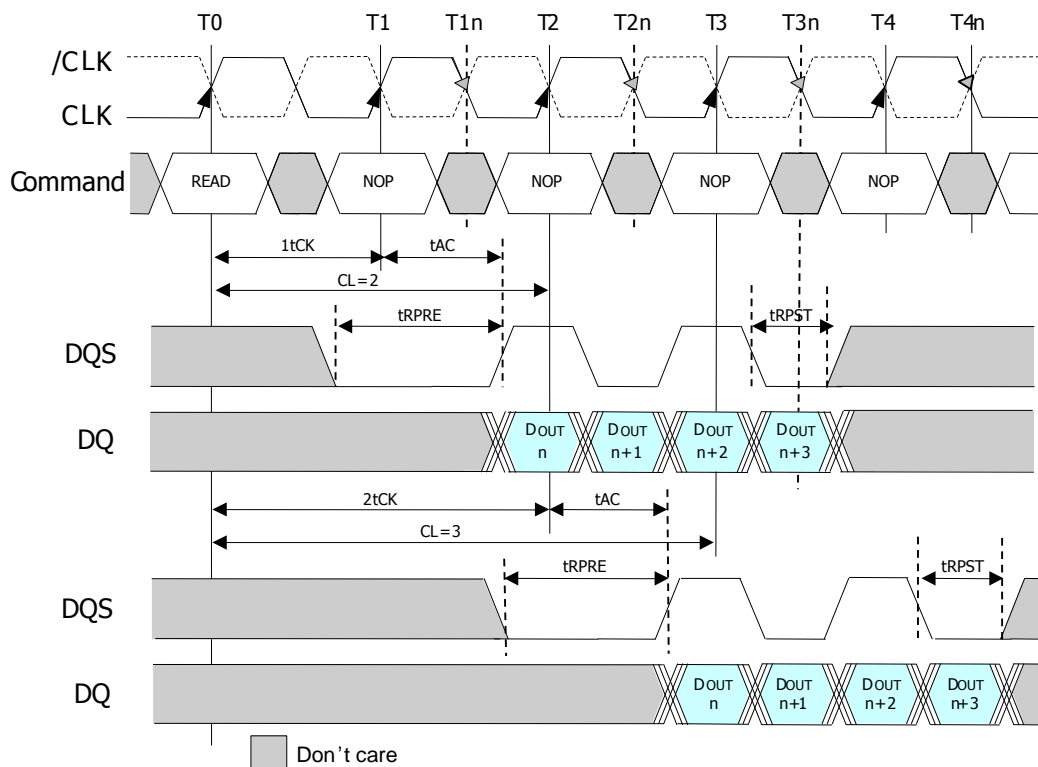 T0 T1 T1n T2 T2n T3 T3n T4 T4n
/CLK
CLK
Command READ NOP NOP NOP NOP
1tCK tAC
CL=2
tRPRE tRPST
DQS
DQ DOUT n DOUT n+1 DOUT n+2 DOUT n+3
2tCK tAC
CL=3
tRPRE tRPST
DQS
DQ DOUT n DOUT n+1 DOUT n+2 DOUT n+3
Don't care